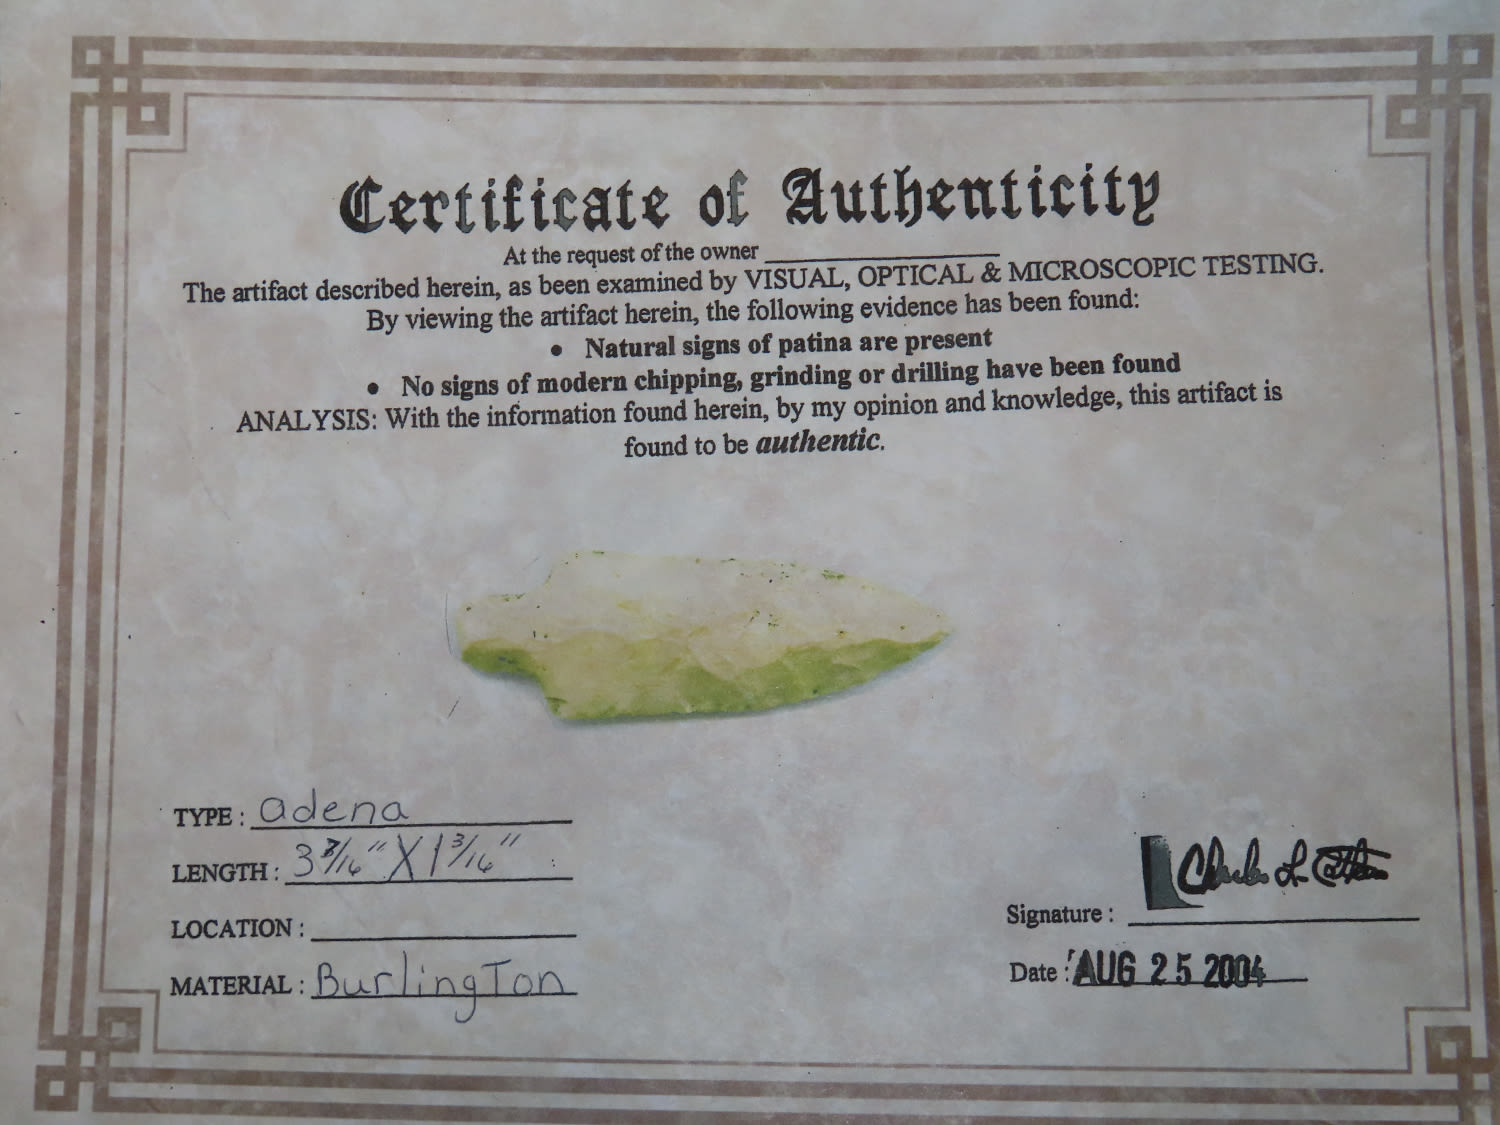 Certificate of Authenticity
At the request of the owner
The artifact described herein, as been examined by VISUAL, OPTICAL & MICROSCOPIC TESTING.
By viewing the artifact herein, the following evidence has been found:
• Natural signs of patina are present
• No signs of modern chipping, grinding or drilling have been found
ANALYSIS: With the information found herein, by my opinion and knowledge, this artifact is
found to be authentic.
TYPE: adena
LENGTH: 3 7/16" X 1 3/16"
LOCATION:
MATERIAL: Burlington
Signature: Charles L.
Date: AUG 25 2004